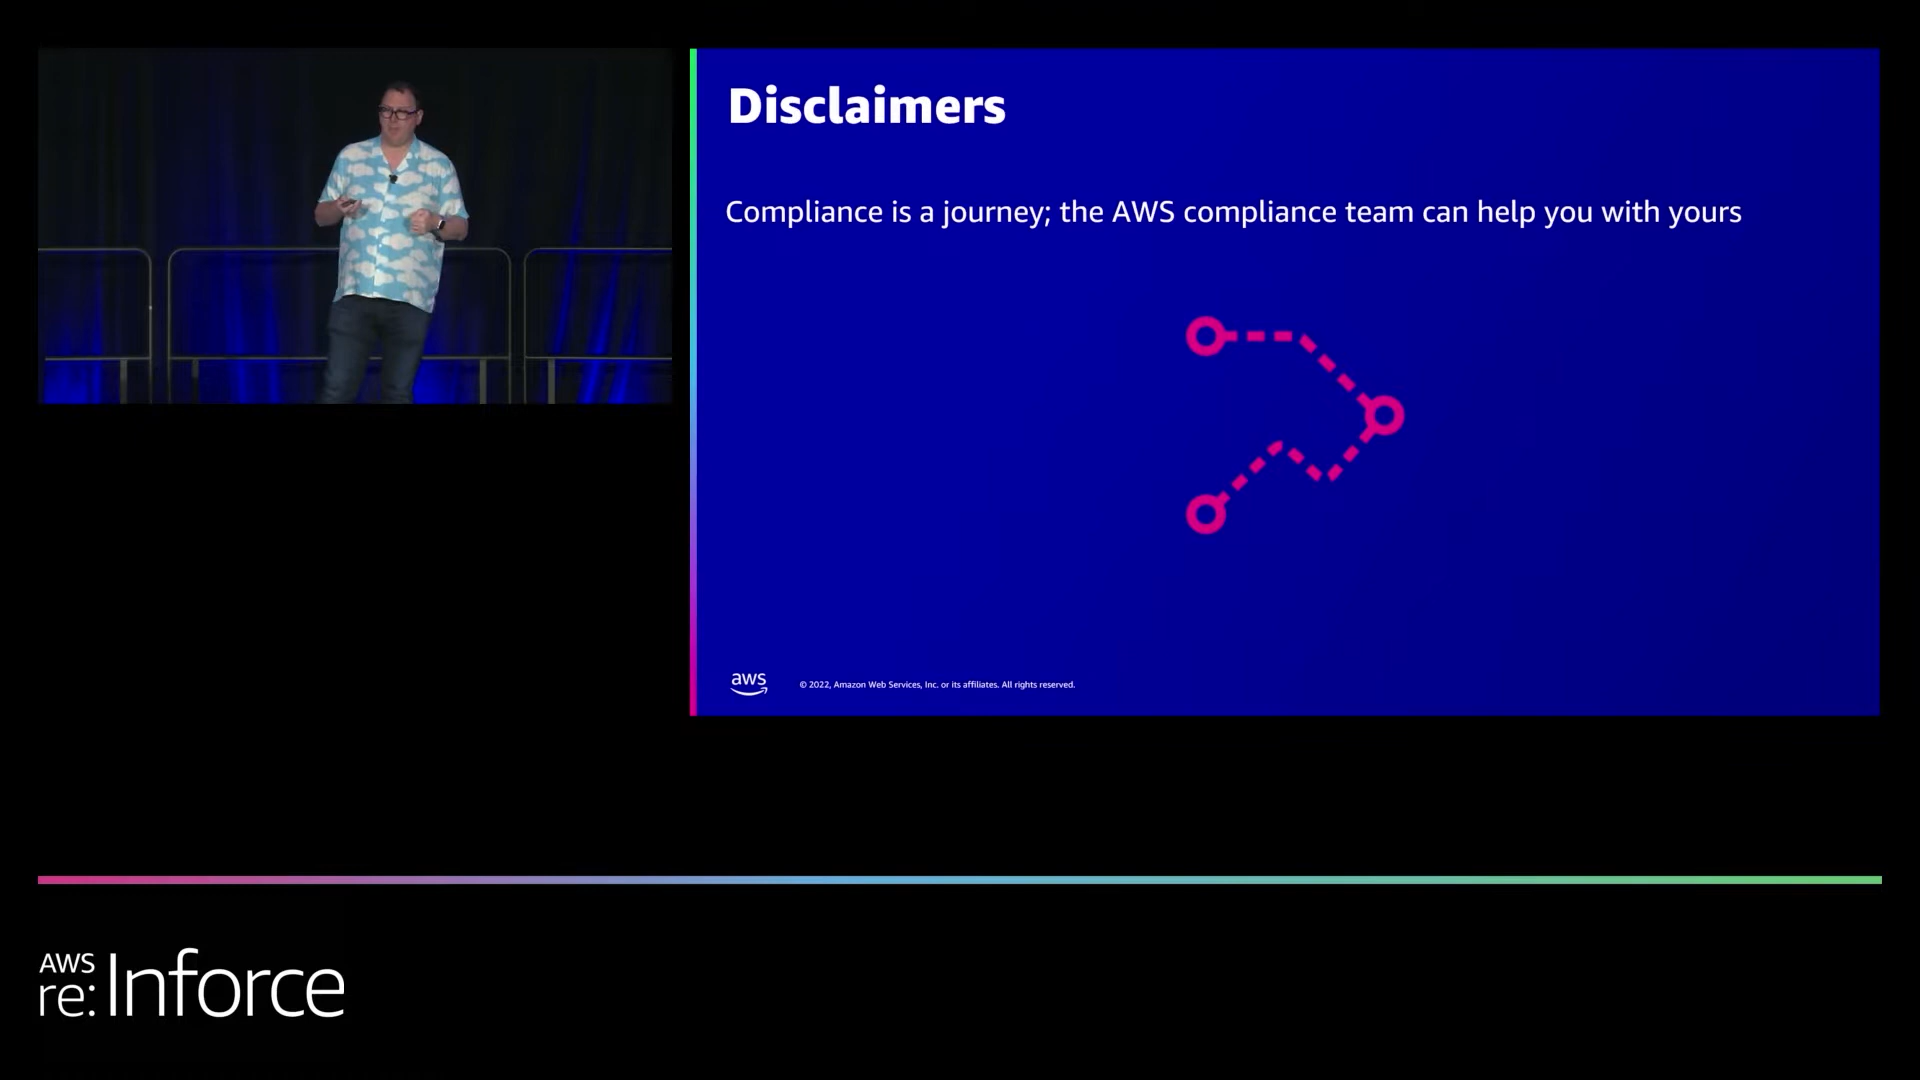 Disclaimers
Compliance is a journey; the AWS compliance team can help you with yours
aws
© 2022, Amazon Web Services, Inc. or its affiliates. All rights reserved.
AWS
re:Inforce